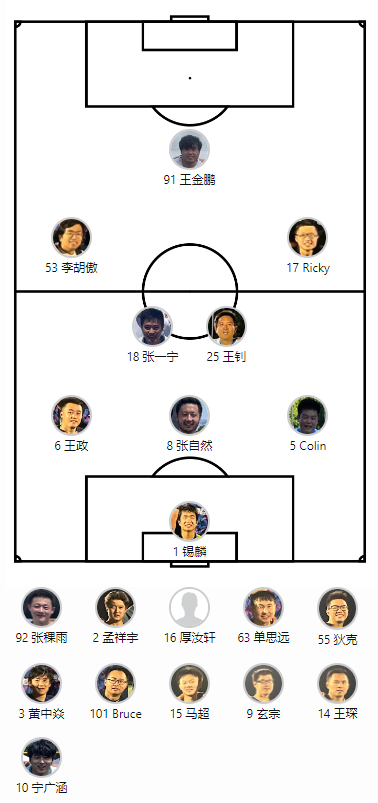 91 王金鹏
53 李胡傲
17 Ricky
18 张一宁
25 王钊
6 王政
8 张自然
5 Colin
1 锡麟
92 张稞雨
2 孟祥宇
16 厚汝轩
63 单思远
55 狄克
3 黄中焱
101 Bruce
15 马超
9 玄宗
14 王琛
10 宁广涵